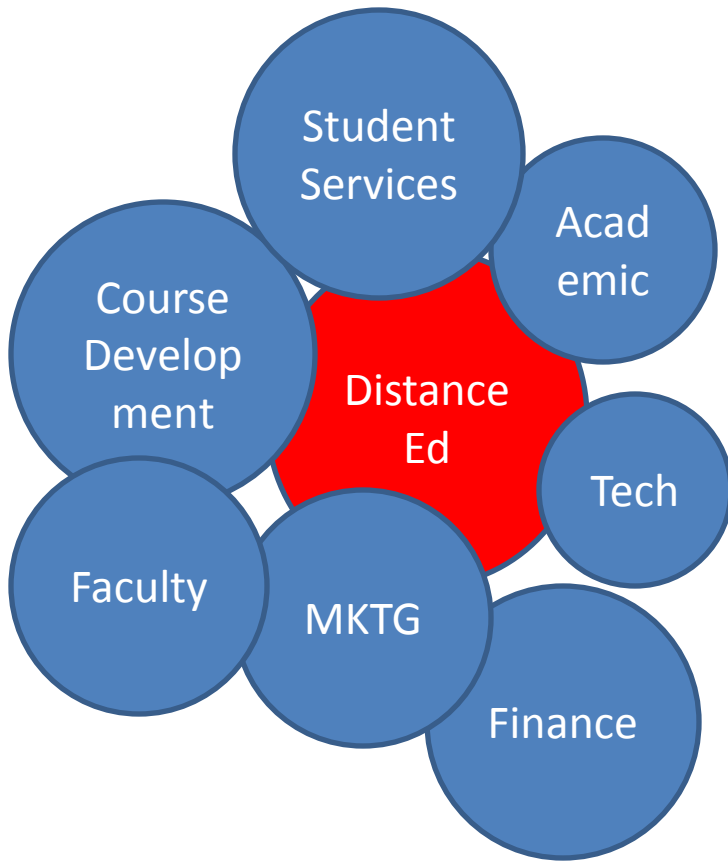 Student
Services
Acad
emic
Course
Develop
ment
Distance
Ed
Tech
Faculty
MKTG
Finance